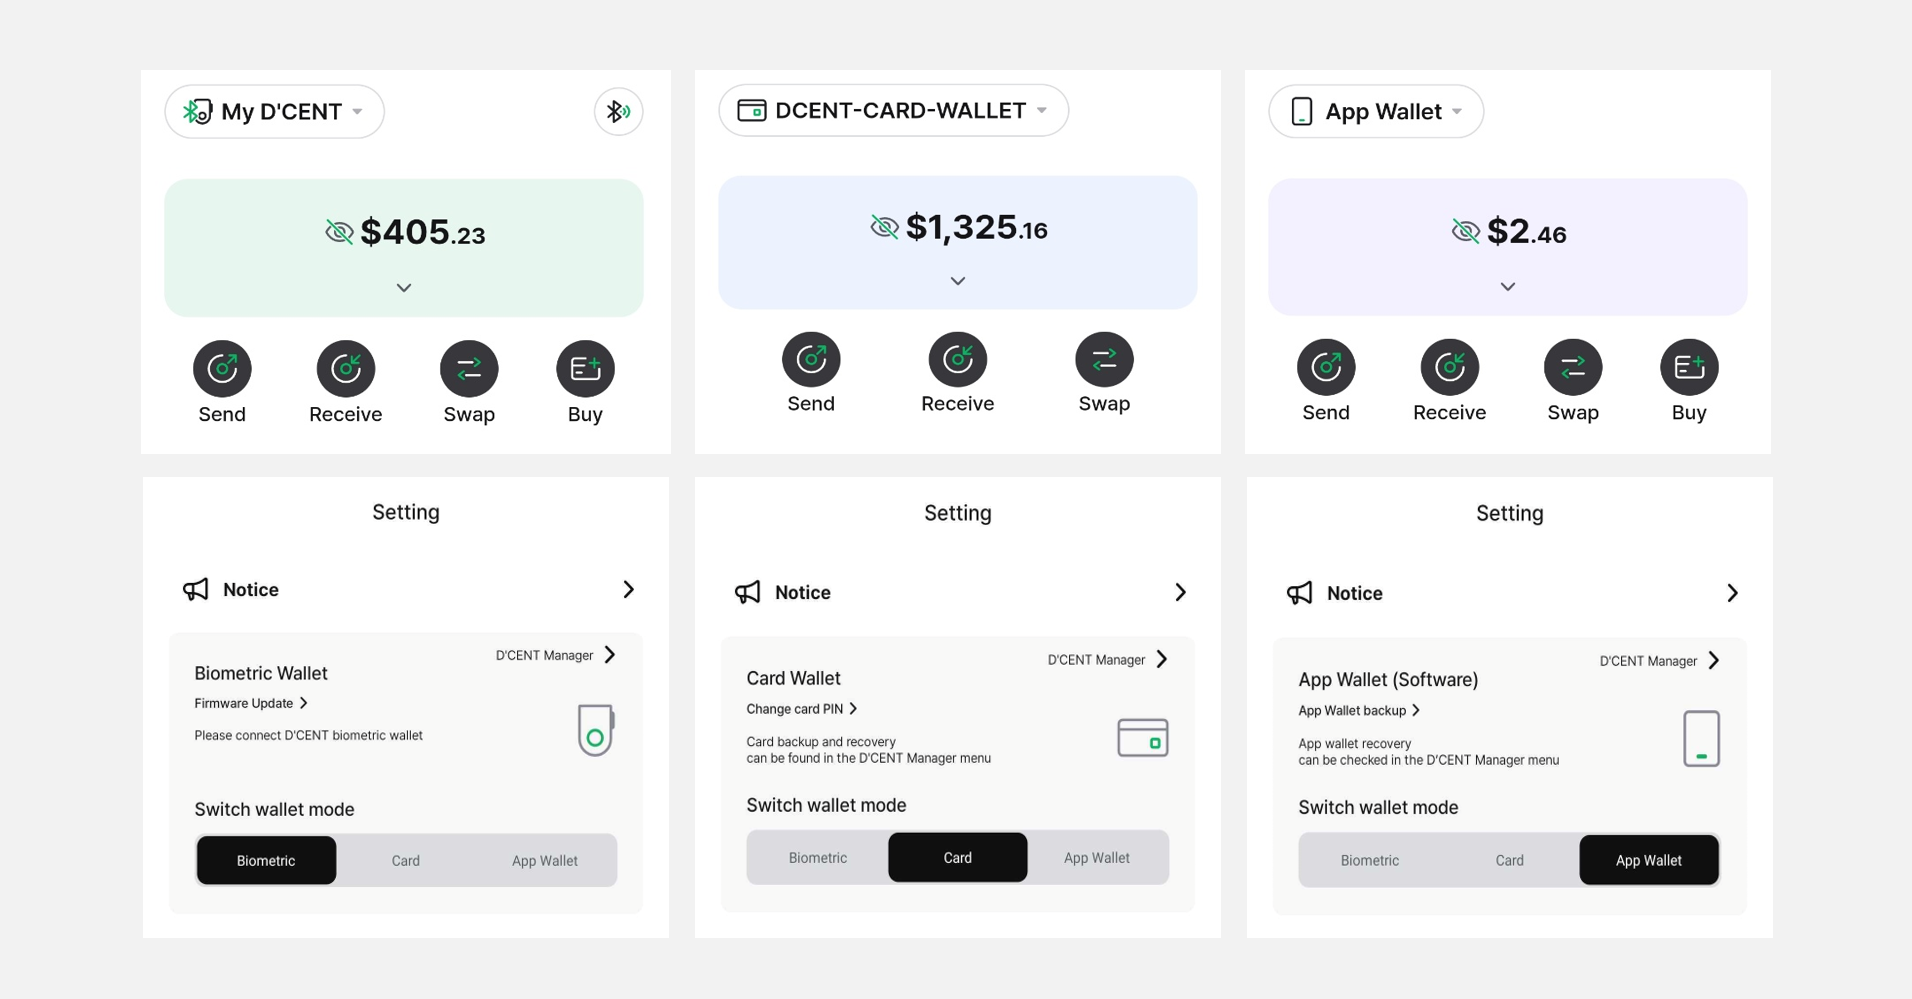 My D'CENT
$405.23
Send Receive Swap Buy
DCENT-CARD-WALLET
$1,325.16
Send Receive Swap
App Wallet
$2.46
Send Receive Swap Buy
Setting
Notice
D'CENT Manager
Biometric Wallet
Firmware Update
Please connect D'CENT biometric wallet
Switch wallet mode
Biometric Card App Wallet
Setting
Notice
D'CENT Manager
Card Wallet
Change card PIN
Card backup and recovery
can be found in the D'CENT Manager menu
Switch wallet mode
Biometric Card App Wallet
Setting
Notice
D'CENT Manager
App Wallet (Software)
App Wallet backup
App wallet recovery
can be checked in the D'CENT Manager menu
Switch wallet mode
Biometric Card App Wallet